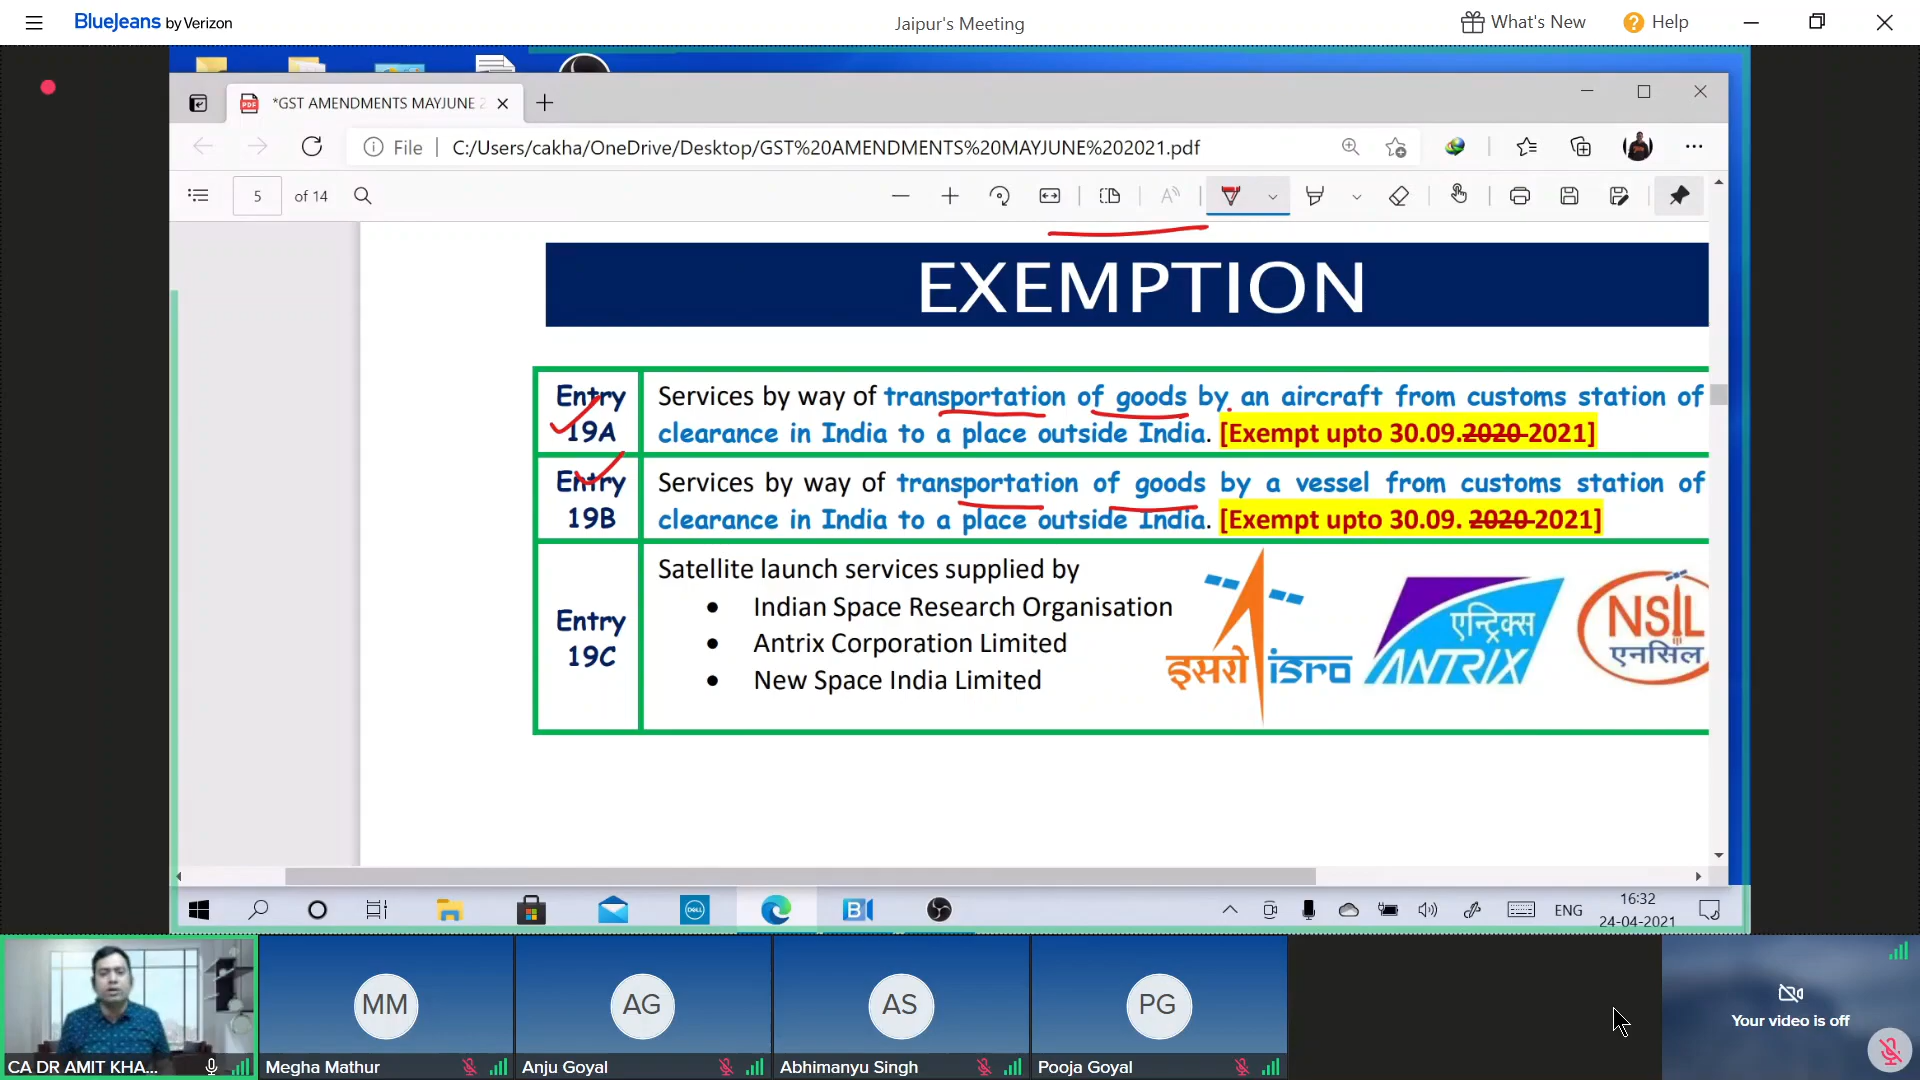 BlueJeans by Verizon
Jaipur's Meeting
What's New
Help
*GST AMENDMENTS MAYJUNE 2
File
C:/Users/cakha/OneDrive/Desktop/GST%20AMENDMENTS%20MAYJUNE%202021.pdf
5 of 14
EXEMPTION
Entry 19A
Services by way of transportation of goods by an aircraft from customs station of
clearance in India to a place outside India. [Exempt upto 30.09.2020 2021]
Entry 19B
Services by way of transportation of goods by a vessel from customs station of
clearance in India to a place outside India. [Exempt upto 30.09. 2020 2021]
Entry 19C
Satellite launch services supplied by
• Indian Space Research Organisation
• Antrix Corporation Limited
• New Space India Limited
इसरो isro
एन्ट्रिक्स
ANTRIX
NSIL
एनसिल
DELL
ENG
16:32
24-04-2021
MM
AG
AS
PG
Your video is off
CA DR AMIT KHA...
Megha Mathur
Anju Goyal
Abhimanyu Singh
Pooja Goyal